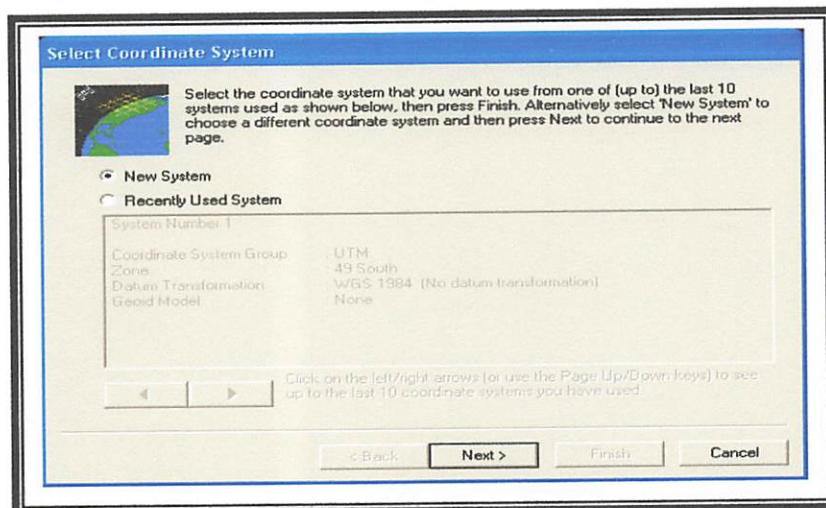 Select Coordinate System
Select the coordinate system that you want to use from one of (up to) the last 10
systems used as shown below, then press Finish. Alternatively select 'New System' to
choose a different coordinate system and then press Next to continue to the next
page.
New System
Recently Used System
System Number 1
Coordinate System Group : UTM
Zone : 49 South
Datum Transformation : WGS 1984 (No datum transformation)
Geoid Model : None
Click on the left/right arrows (or use the Page Up/Down keys) to see
up to the last 10 coordinate systems you have used.
< Back Next > Finish Cancel